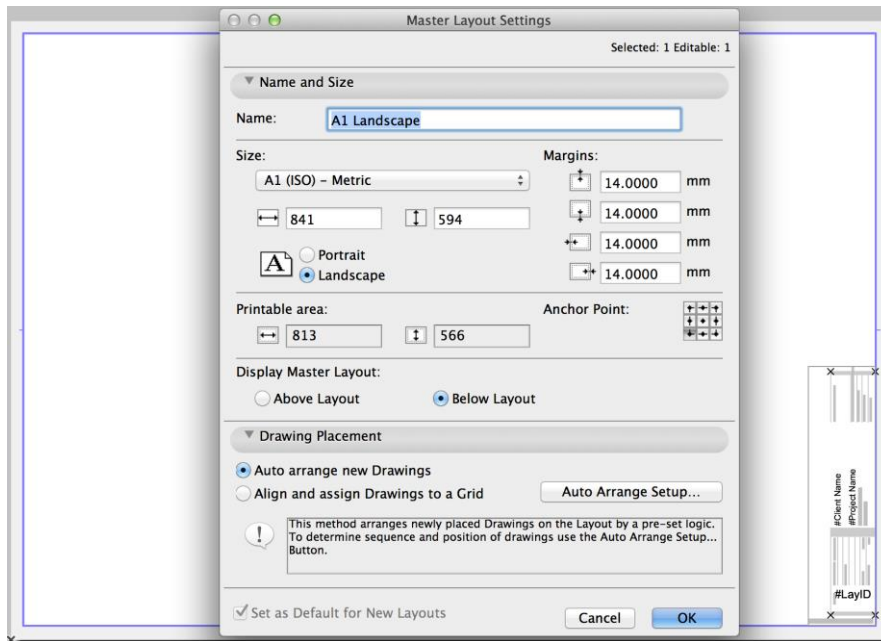 Master Layout Settings
Selected: 1 Editable: 1
Name and Size
Name: A1 Landscape
Size: Margins:
A1 (ISO) – Metric 14.0000 mm
841 594 14.0000 mm
A Portrait 14.0000 mm
Landscape 14.0000 mm
Printable area: Anchor Point:
813 566
Display Master Layout:
Above Layout Below Layout
Drawing Placement
Auto arrange new Drawings
Align and assign Drawings to a Grid Auto Arrange Setup...
! This method arranges newly placed Drawings on the Layout by a pre-set logic.
To determine sequence and position of drawings use the Auto Arrange Setup...
Button.
Set as Default for New Layouts Cancel OK
#Client Name
#Project Name
#LayID